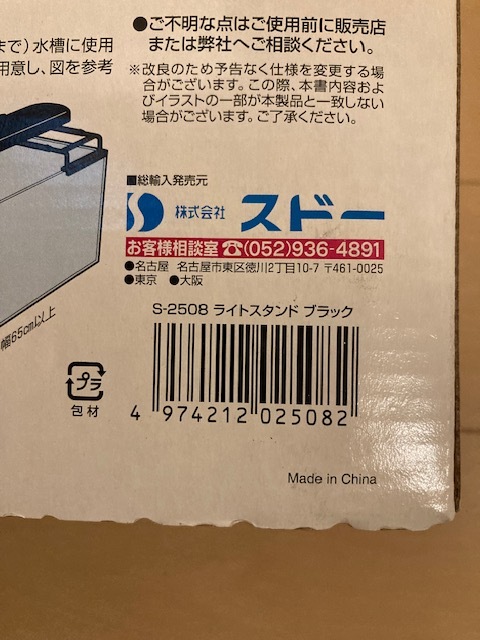 ●ご不明な点はご使用前に販売店
または弊社へご相談ください。
まで）水槽に使用
用意し、図を参考
※改良のため予告なく仕様を変更する場
合がございます。この際、本書内容およ
びイラストの一部が本製品と一致しない
場合がございます。ご了承ください。
■総輸入発売元
株式会社 スドー
お客様相談室☎(052)936-4891
●名古屋 名古屋市東区徳川2丁目10-7 〒461-0025
●東京 ●大阪
幅65cm以上
S-2508 ライトスタンド ブラック
プラ
包材
4 974212 025082
Made in China